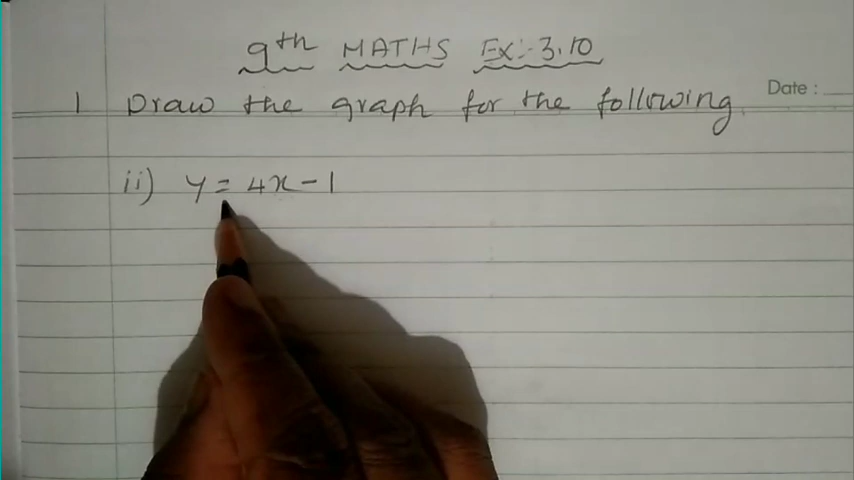 9th MATHS Ex:-3.10
Date :
1 Draw the graph for the following
ii) y = 4x - 1